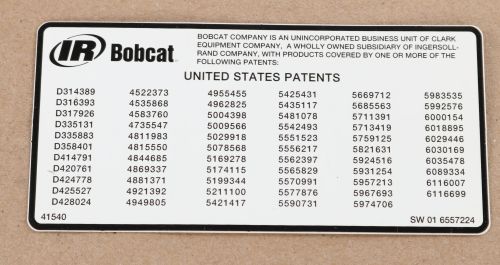 IR Bobcat
BOBCAT COMPANY IS AN UNINCORPORATED BUSINESS UNIT OF CLARK
EQUIPMENT COMPANY, A WHOLLY OWNED SUBSIDIARY OF INGERSOLL-
RAND COMPANY, WITH PRODUCTS COVERED BY ONE OR MORE OF THE
FOLLOWING PATENTS:
UNITED STATES PATENTS
D314389 4522373 4955455 5425431 5669712 5983535
D316393 4535868 4962825 5435117 5685563 5992576
D317926 4583760 5004398 5481078 5711391 6000154
D335131 4735547 5009566 5542493 5713419 6018895
D335883 4811983 5029918 5551523 5759125 6029446
D358401 4815550 5078568 5556217 5821631 6030169
D414791 4844685 5169278 5562397 5924516 6035478
D420761 4869337 5174115 5565829 5931254 6089334
D424778 4881371 5199344 5570991 5957213 6116007
D425527 4921392 5211100 5577876 5967693 6116699
D428024 4949805 5421417 5590731 5974706
41540 SW 01 6557224